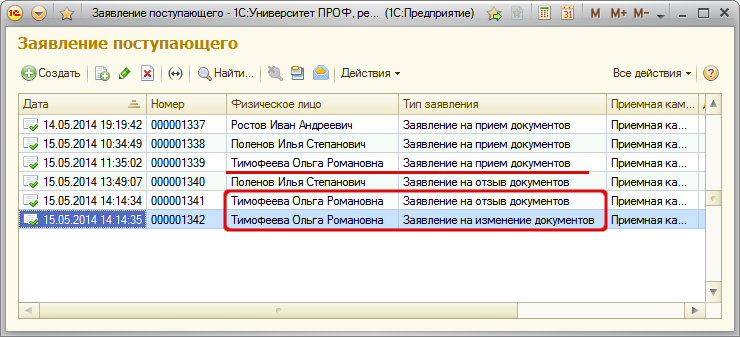 Заявление поступающего - 1С:Университет ПРОФ, ре... (1С:Предприятие) M M+ M-
Заявление поступающего
Создать Найти... Действия Все действия
Дата Номер Физическое лицо Тип заявления Приемная кам...
14.05.2014 19:19:42 000001337 Ростов Иван Андреевич Заявление на прием документов Приемная ка...
15.05.2014 10:34:49 000001338 Поленов Илья Степанович Заявление на прием документов Приемная ка...
15.05.2014 11:35:02 000001339 Тимофеева Ольга Романовна Заявление на прием документов Приемная ка...
15.05.2014 13:49:07 000001340 Поленов Илья Степанович Заявление на отзыв документов Приемная ка...
15.05.2014 14:14:34 000001341 Тимофеева Ольга Романовна Заявление на отзыв документов Приемная ка...
15.05.2014 14:14:35 000001342 Тимофеева Ольга Романовна Заявление на изменение документов Приемная ка...